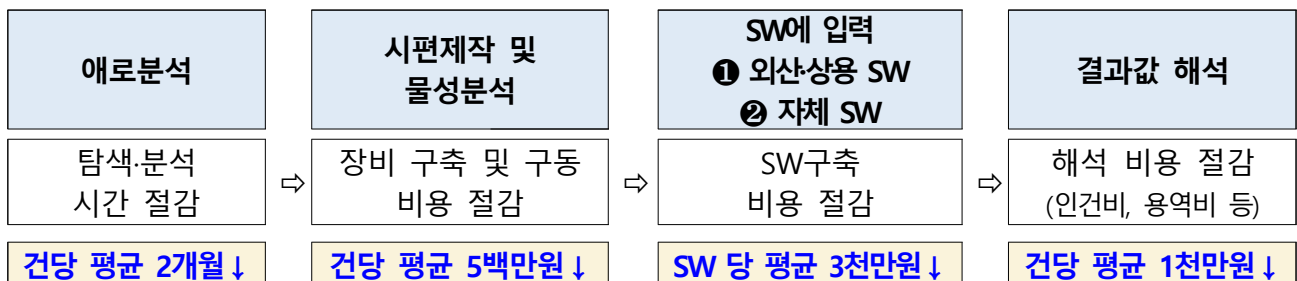 애로분석
시편제작 및
물성분석
SW에 입력
❶ 외산·상용 SW
❷ 자체 SW
결과값 해석
탐색·분석
시간 절감
⇨
장비 구축 및 구동
비용 절감
⇨
SW구축
비용 절감
⇨
해석 비용 절감
(인건비, 용역비 등)
건당 평균 2개월↓
건당 평균 5백만원↓
SW 당 평균 3천만원↓
건당 평균 1천만원↓